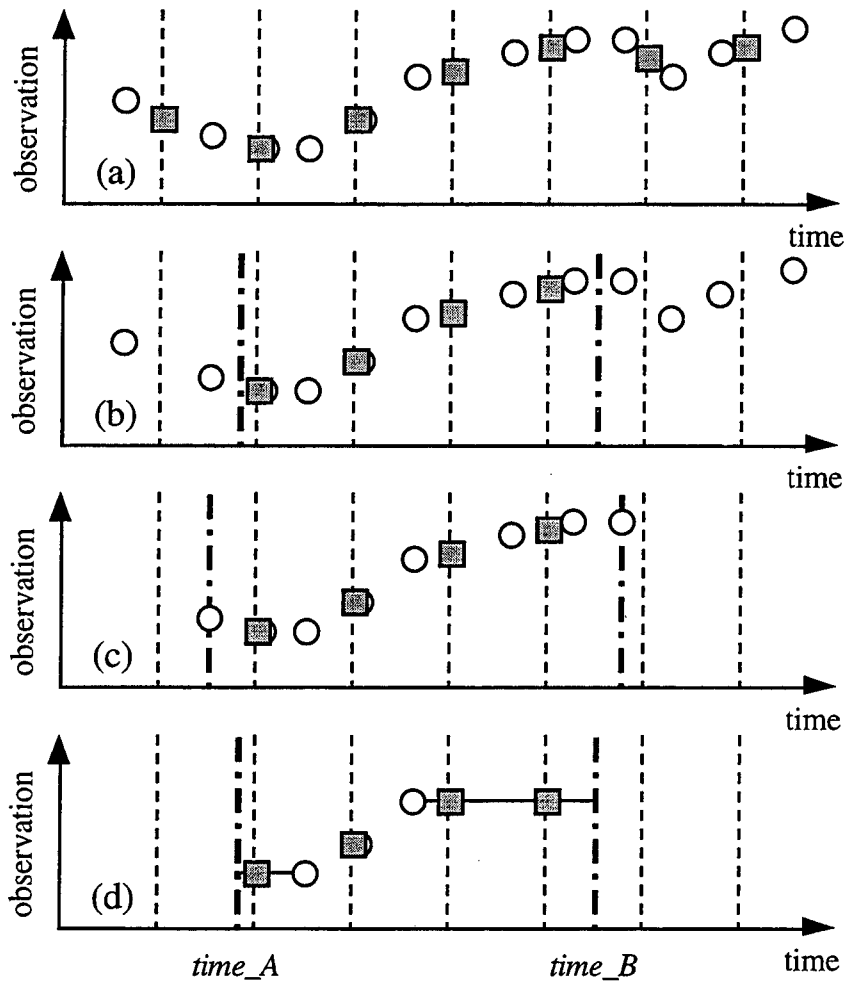 observation
(a)
time
observation
(b)
time
observation
(c)
time
observation
(d)
time_A
time_B
time